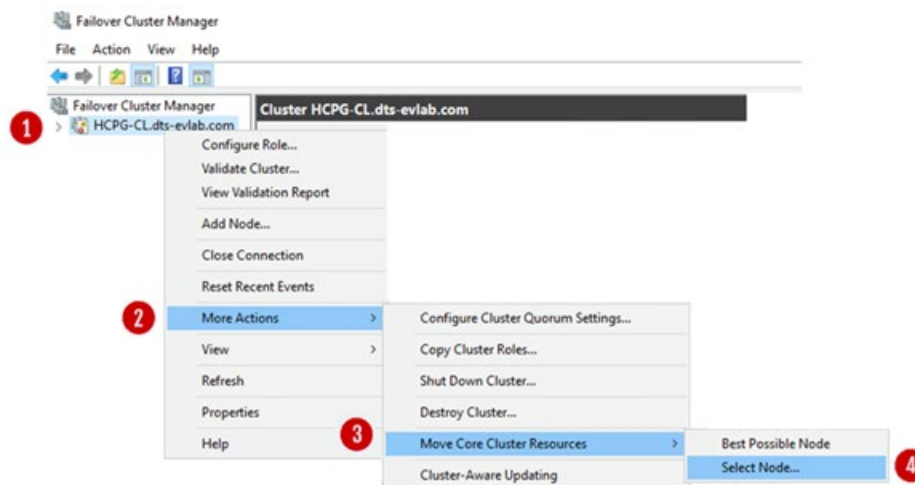 Failover Cluster Manager
File Action View Help
Failover Cluster Manager
Cluster HCPG-CL.dts-evlab.com
1
HCPG-CL.dts-evlab.com
Configure Role...
Validate Cluster...
View Validation Report
Add Node...
Close Connection
Reset Recent Events
2
More Actions
View
Refresh
Properties
Help
Configure Cluster Quorum Settings...
Copy Cluster Roles...
Shut Down Cluster...
Destroy Cluster...
3
Move Core Cluster Resources
Cluster-Aware Updating
Best Possible Node
Select Node...
4